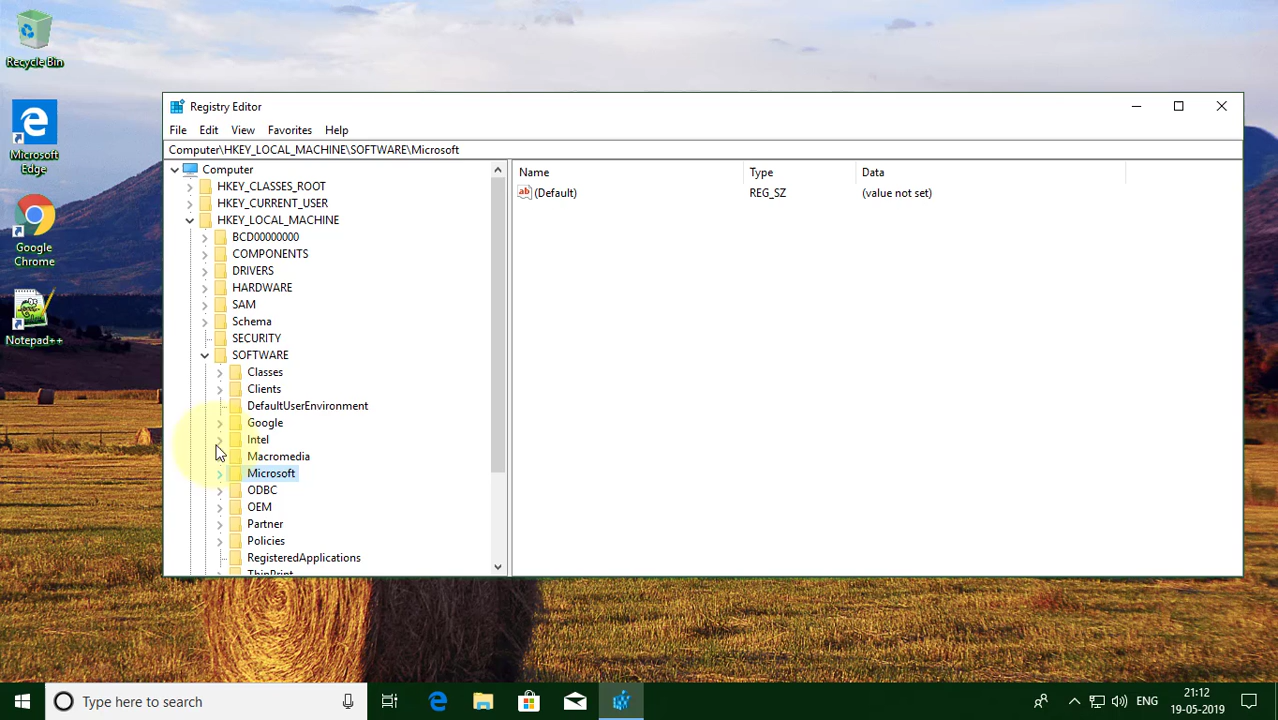 Recycle Bin
Microsoft
Edge
Google
Chrome
Notepad++
Registry Editor
File Edit View Favorites Help
Computer\HKEY_LOCAL_MACHINE\SOFTWARE\Microsoft
Computer
HKEY_CLASSES_ROOT
HKEY_CURRENT_USER
HKEY_LOCAL_MACHINE
BCD00000000
COMPONENTS
DRIVERS
HARDWARE
SAM
Schema
SECURITY
SOFTWARE
Classes
Clients
DefaultUserEnvironment
Google
Intel
Macromedia
Microsoft
ODBC
OEM
Partner
Policies
RegisteredApplications
ThinPrint
Name Type Data
ab (Default) REG_SZ (value not set)
Type here to search
ENG
21:12
19-05-2019